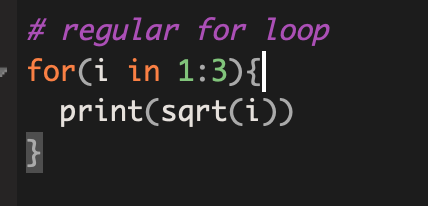 # regular for loop
for(i in 1:3){
  print(sqrt(i))
}